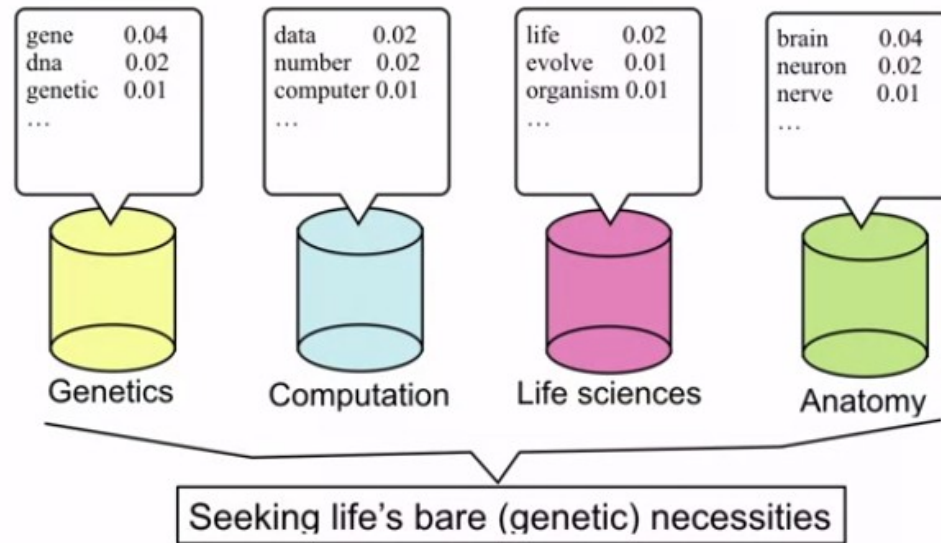 gene 0.04
dna 0.02
genetic 0.01
...
data 0.02
number 0.02
computer 0.01
...
life 0.02
evolve 0.01
organism 0.01
...
brain 0.04
neuron 0.02
nerve 0.01
...
Genetics
Computation
Life sciences
Anatomy
Seeking life's bare (genetic) necessities